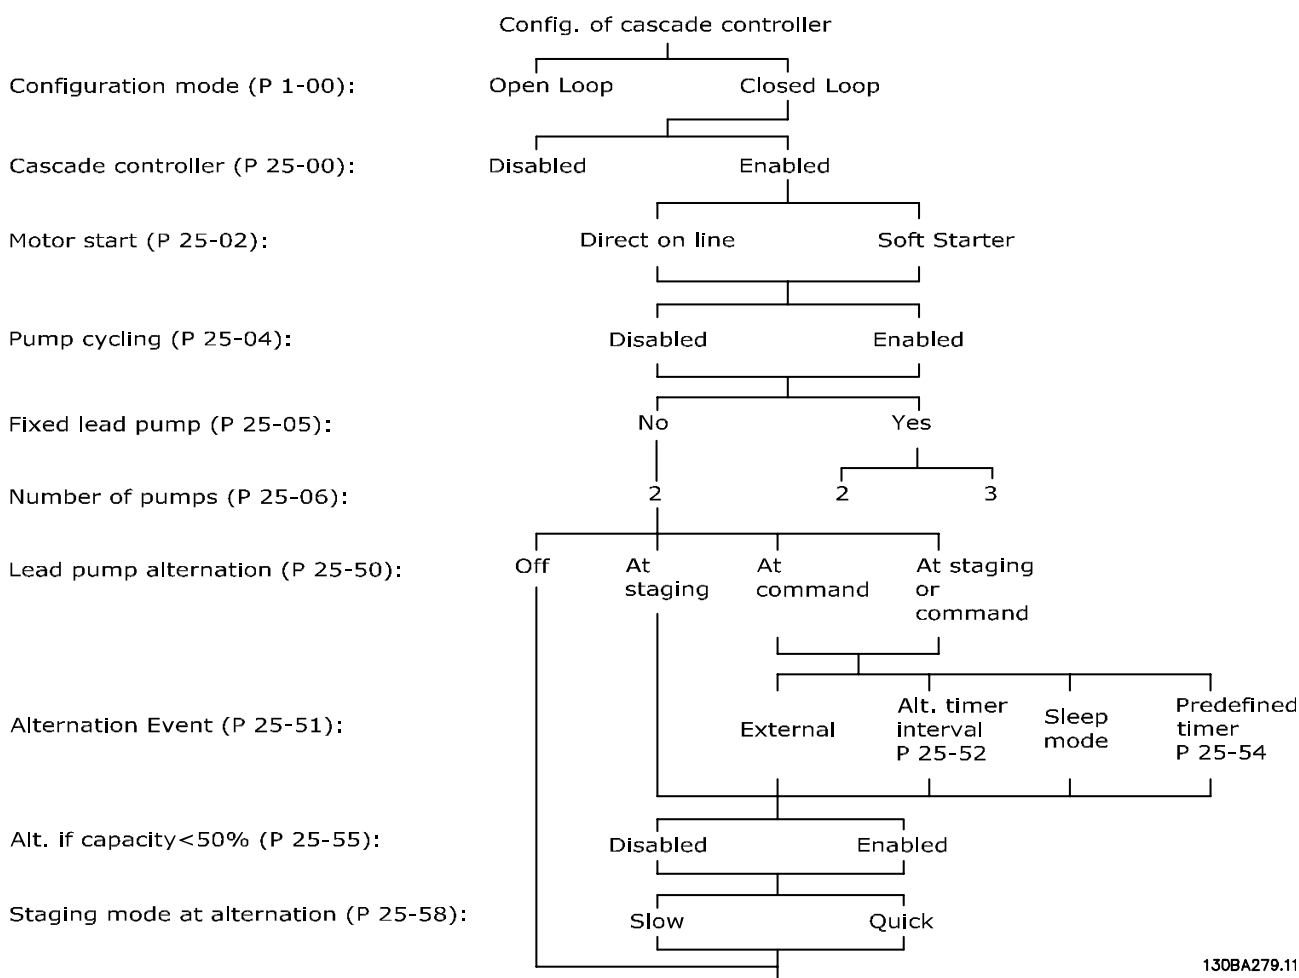 Config. of cascade controller
Configuration mode (P 1-00): Open Loop Closed Loop
Cascade controller (P 25-00): Disabled Enabled
Motor start (P 25-02): Direct on line Soft Starter
Pump cycling (P 25-04): Disabled Enabled
Fixed lead pump (P 25-05): No Yes
Number of pumps (P 25-06): 2 2 3
Lead pump alternation (P 25-50): Off
At
staging
At
command
At staging
or
command
Alternation Event (P 25-51): External
Alt. timer
interval
P 25-52
Sleep
mode
Predefined
timer
P 25-54
Alt. if capacity<50% (P 25-55): Disabled Enabled
Staging mode at alternation (P 25-58): Slow Quick
130BA279.11